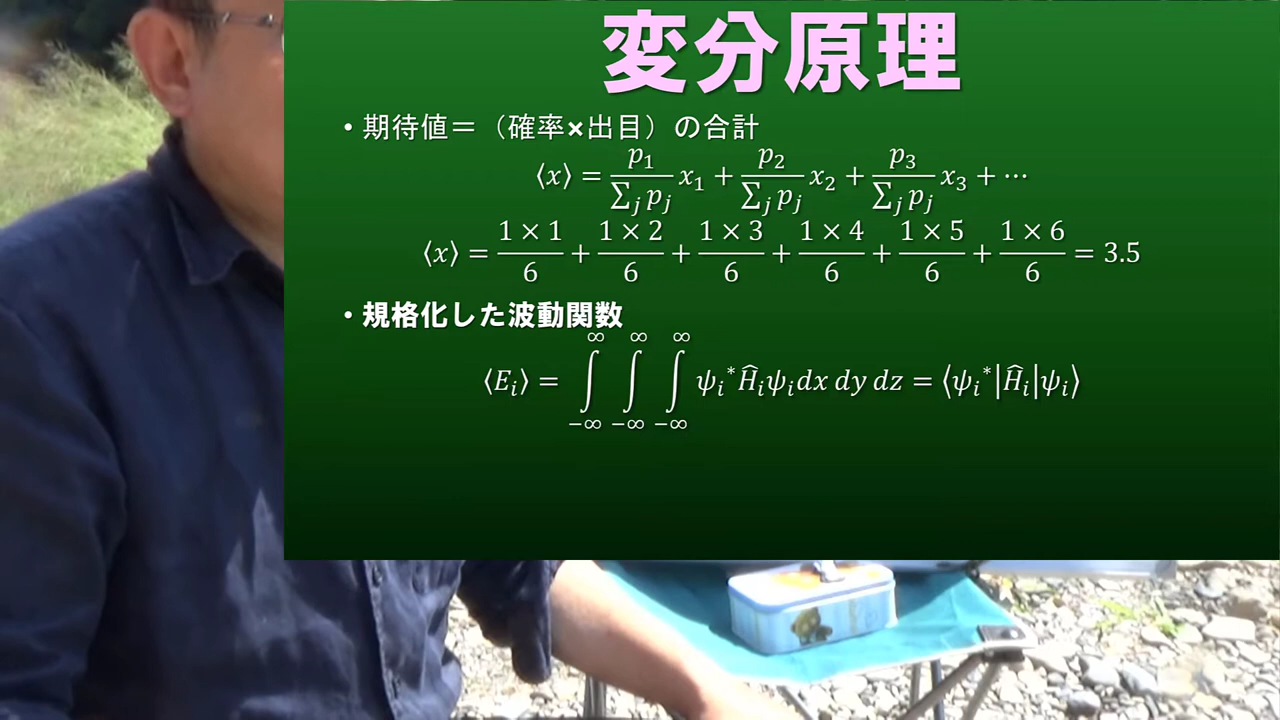 変分原理
・期待値＝（確率×出目）の合計
⟨x⟩ = p₁/∑ⱼ pⱼ x₁ + p₂/∑ⱼ pⱼ x₂ + p₃/∑ⱼ pⱼ x₃ + ⋯
⟨x⟩ = (1 × 1)/6 + (1 × 2)/6 + (1 × 3)/6 + (1 × 4)/6 + (1 × 5)/6 + (1 × 6)/6 = 3.5
・規格化した波動関数
⟨Eᵢ⟩ = ∫_{−∞}^{∞} ∫_{−∞}^{∞} ∫_{−∞}^{∞} ψᵢ* Ĥᵢ ψᵢ dx dy dz = ⟨ψᵢ*|Ĥᵢ|ψᵢ⟩